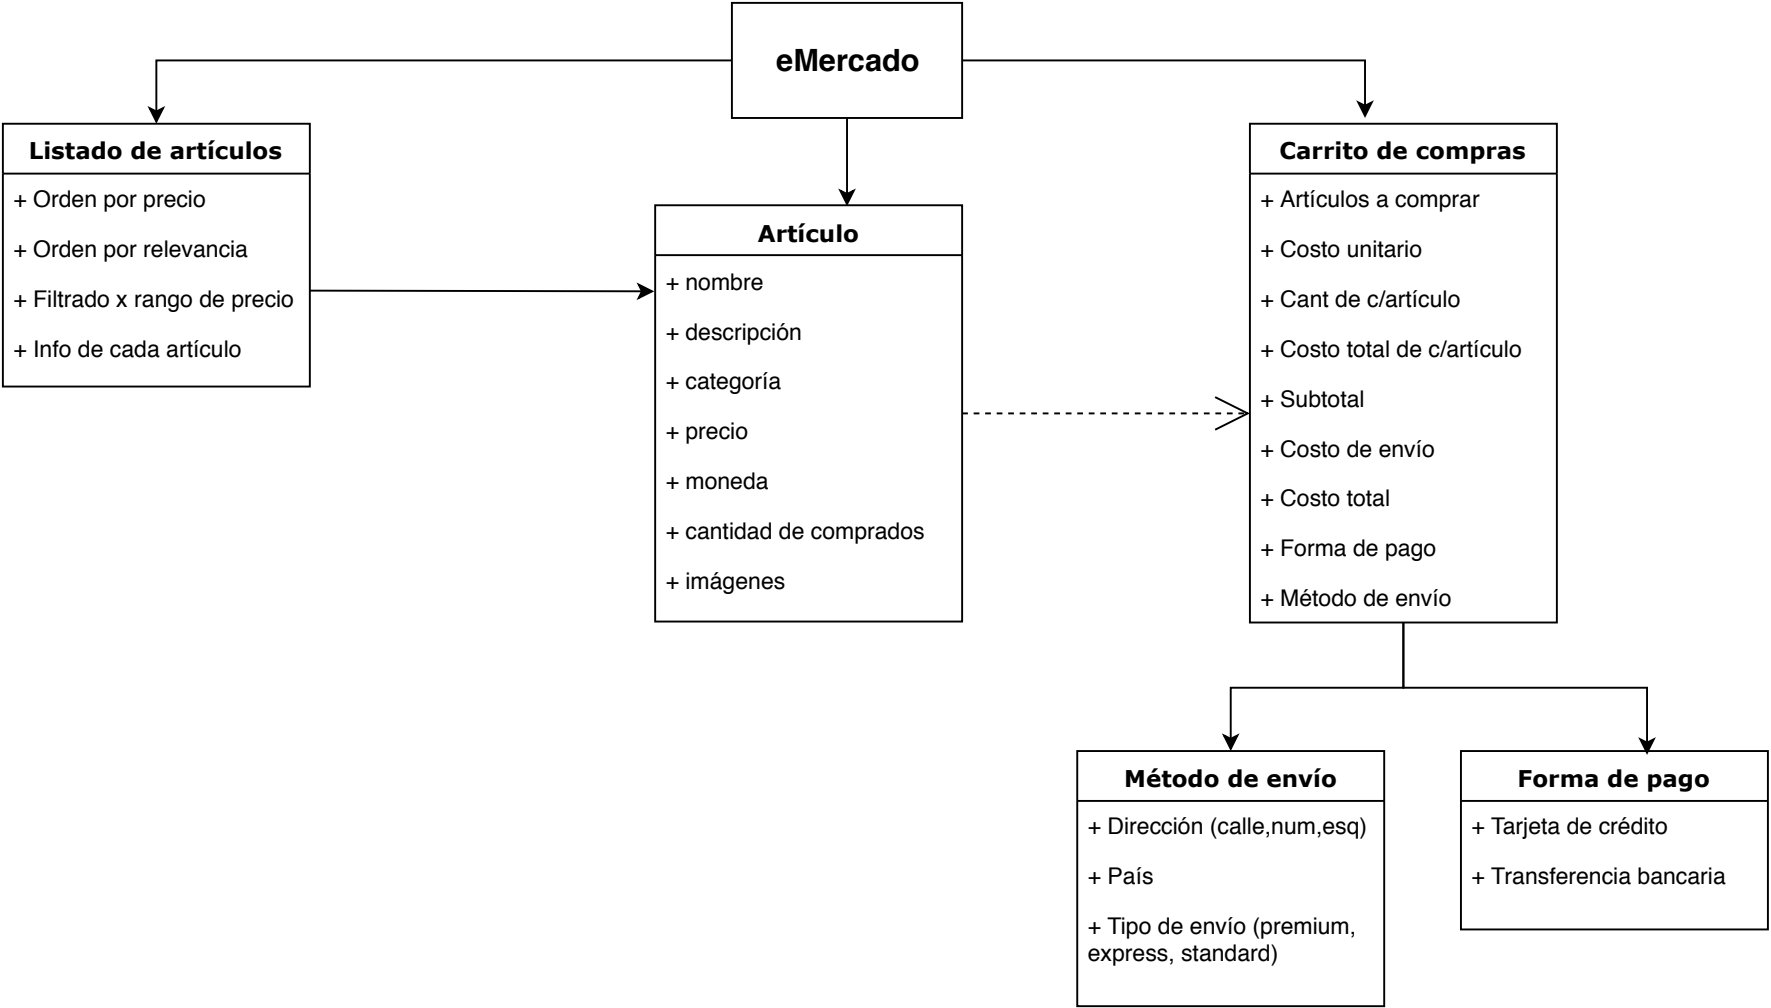 eMercado
Listado de artículos
+ Orden por precio
+ Orden por relevancia
+ Filtrado x rango de precio
+ Info de cada artículo
Artículo
+ nombre
+ descripción
+ categoría
+ precio
+ moneda
+ cantidad de comprados
+ imágenes
Carrito de compras
+ Artículos a comprar
+ Costo unitario
+ Cant de c/artículo
+ Costo total de c/artículo
+ Subtotal
+ Costo de envío
+ Costo total
+ Forma de pago
+ Método de envío
Método de envío
+ Dirección (calle,num,esq)
+ País
+ Tipo de envío (premium,
express, standard)
Forma de pago
+ Tarjeta de crédito
+ Transferencia bancaria